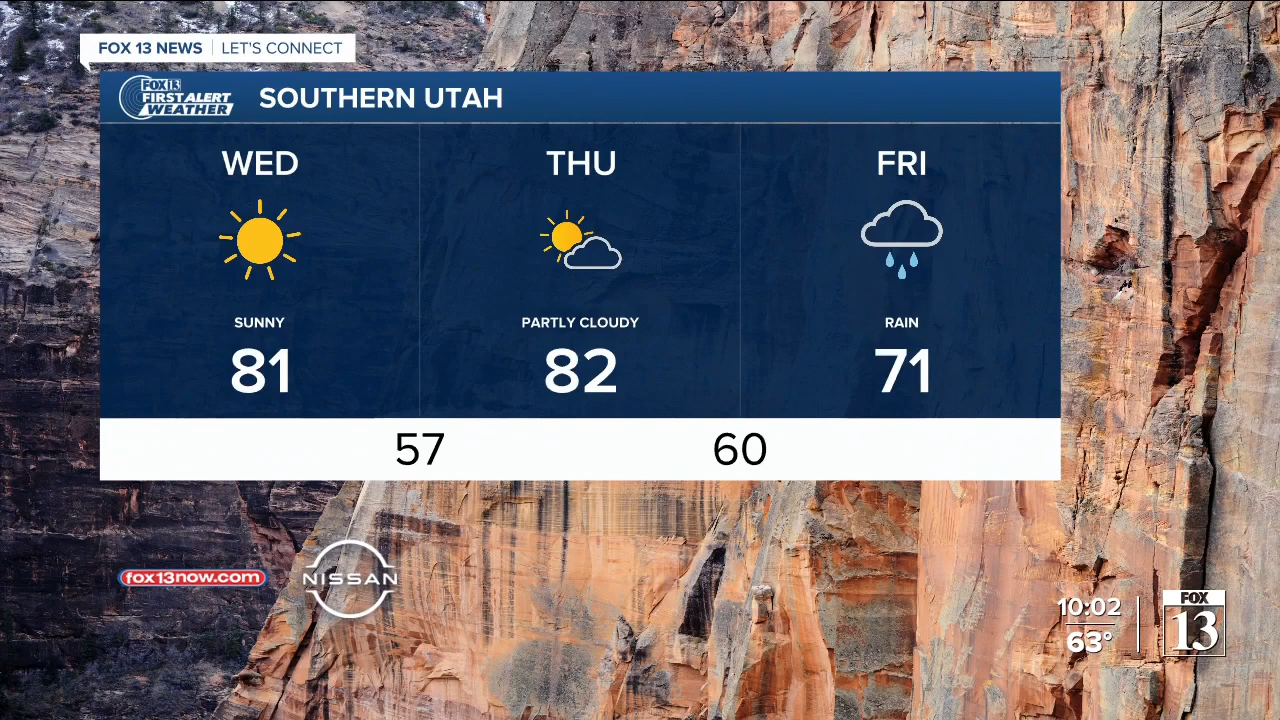 FOX 13 NEWS | LET'S CONNECT
FOX 13
FIRST ALERT
WEATHER
SOUTHERN UTAH
WED THU FRI
SUNNY PARTLY CLOUDY RAIN
81 82 71
57 60
fox13now.com
NISSAN
10:02
63°
FOX
13